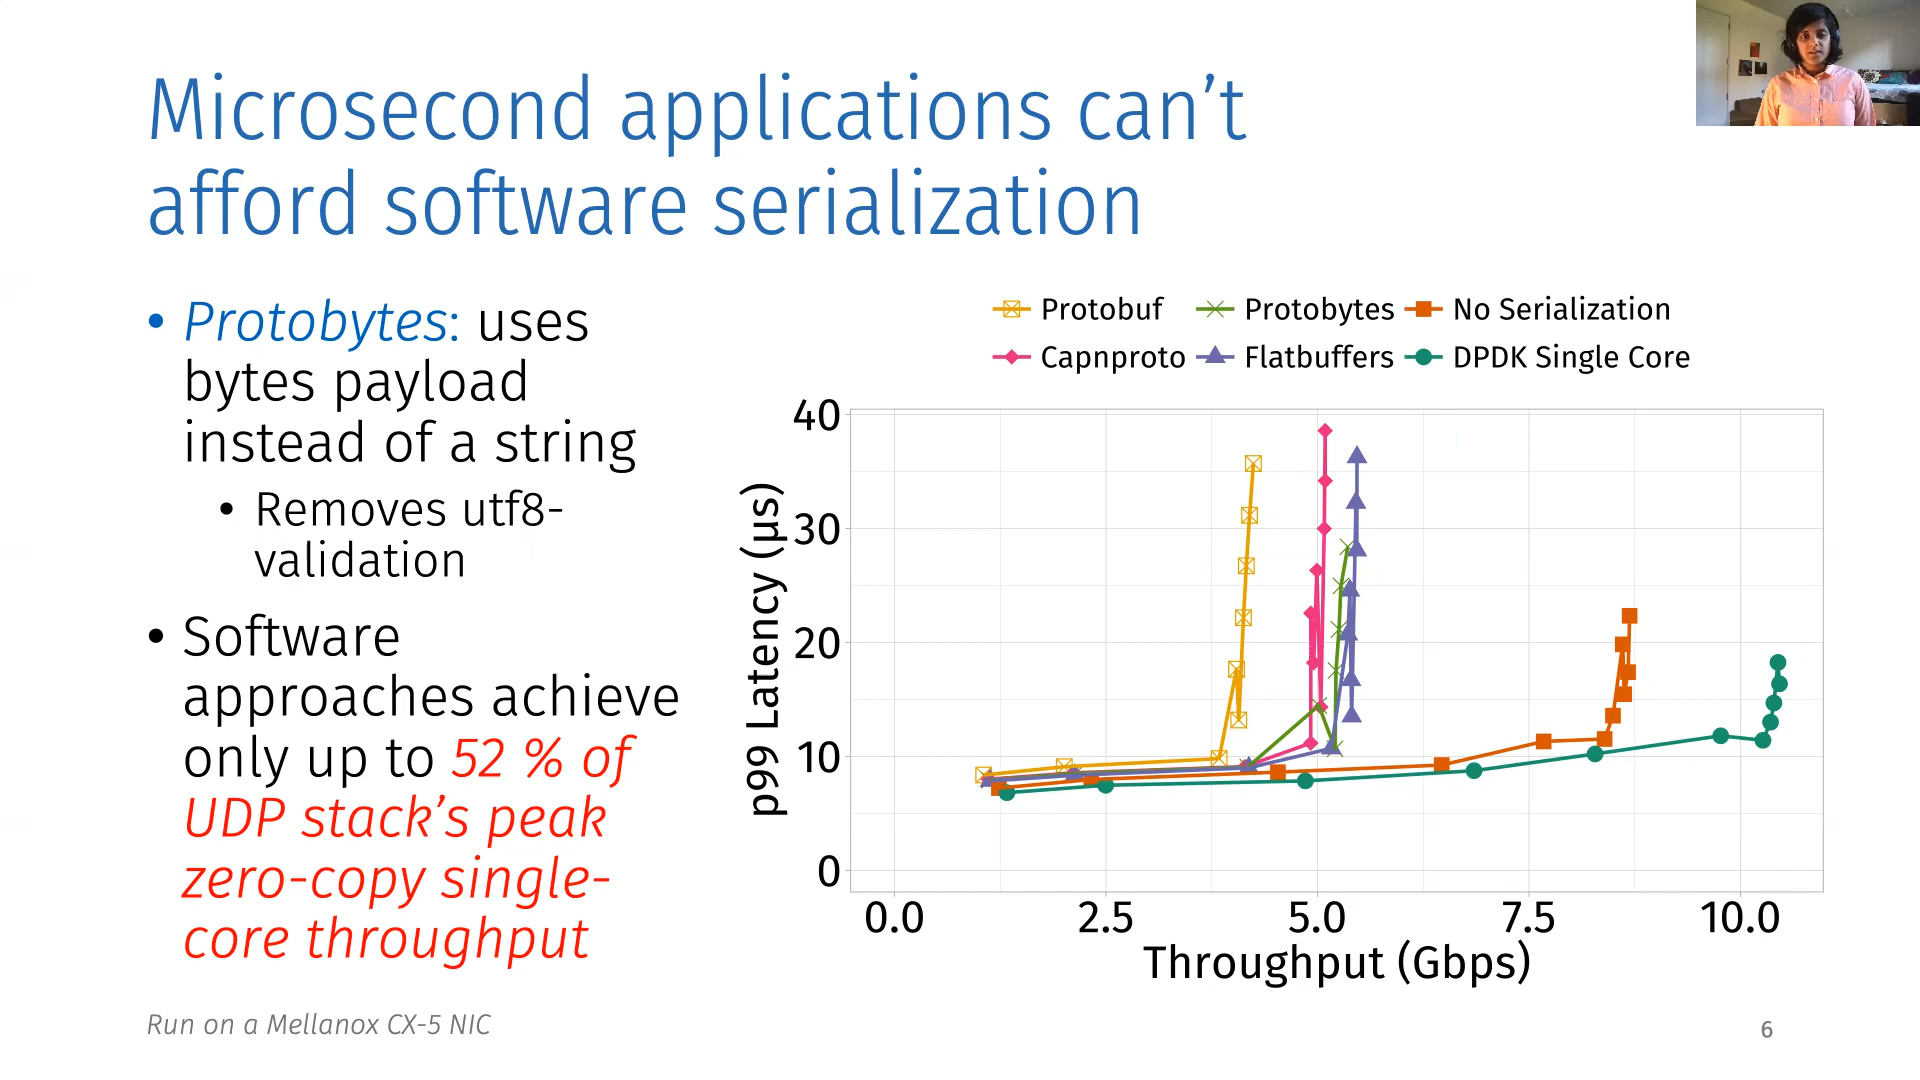 Microsecond applications can’t
afford software serialization
• Protobytes: uses
bytes payload
instead of a string
• Removes utf8-
validation
• Software
approaches achieve
only up to 52 % of
UDP stack’s peak
zero-copy single-
core throughput
Protobuf Protobytes No Serialization
Capnproto Flatbuffers DPDK Single Core
p99 Latency (µs)
40
30
20
10
0
0.0 2.5 5.0 7.5 10.0
Throughput (Gbps)
Run on a Mellanox CX-5 NIC
6